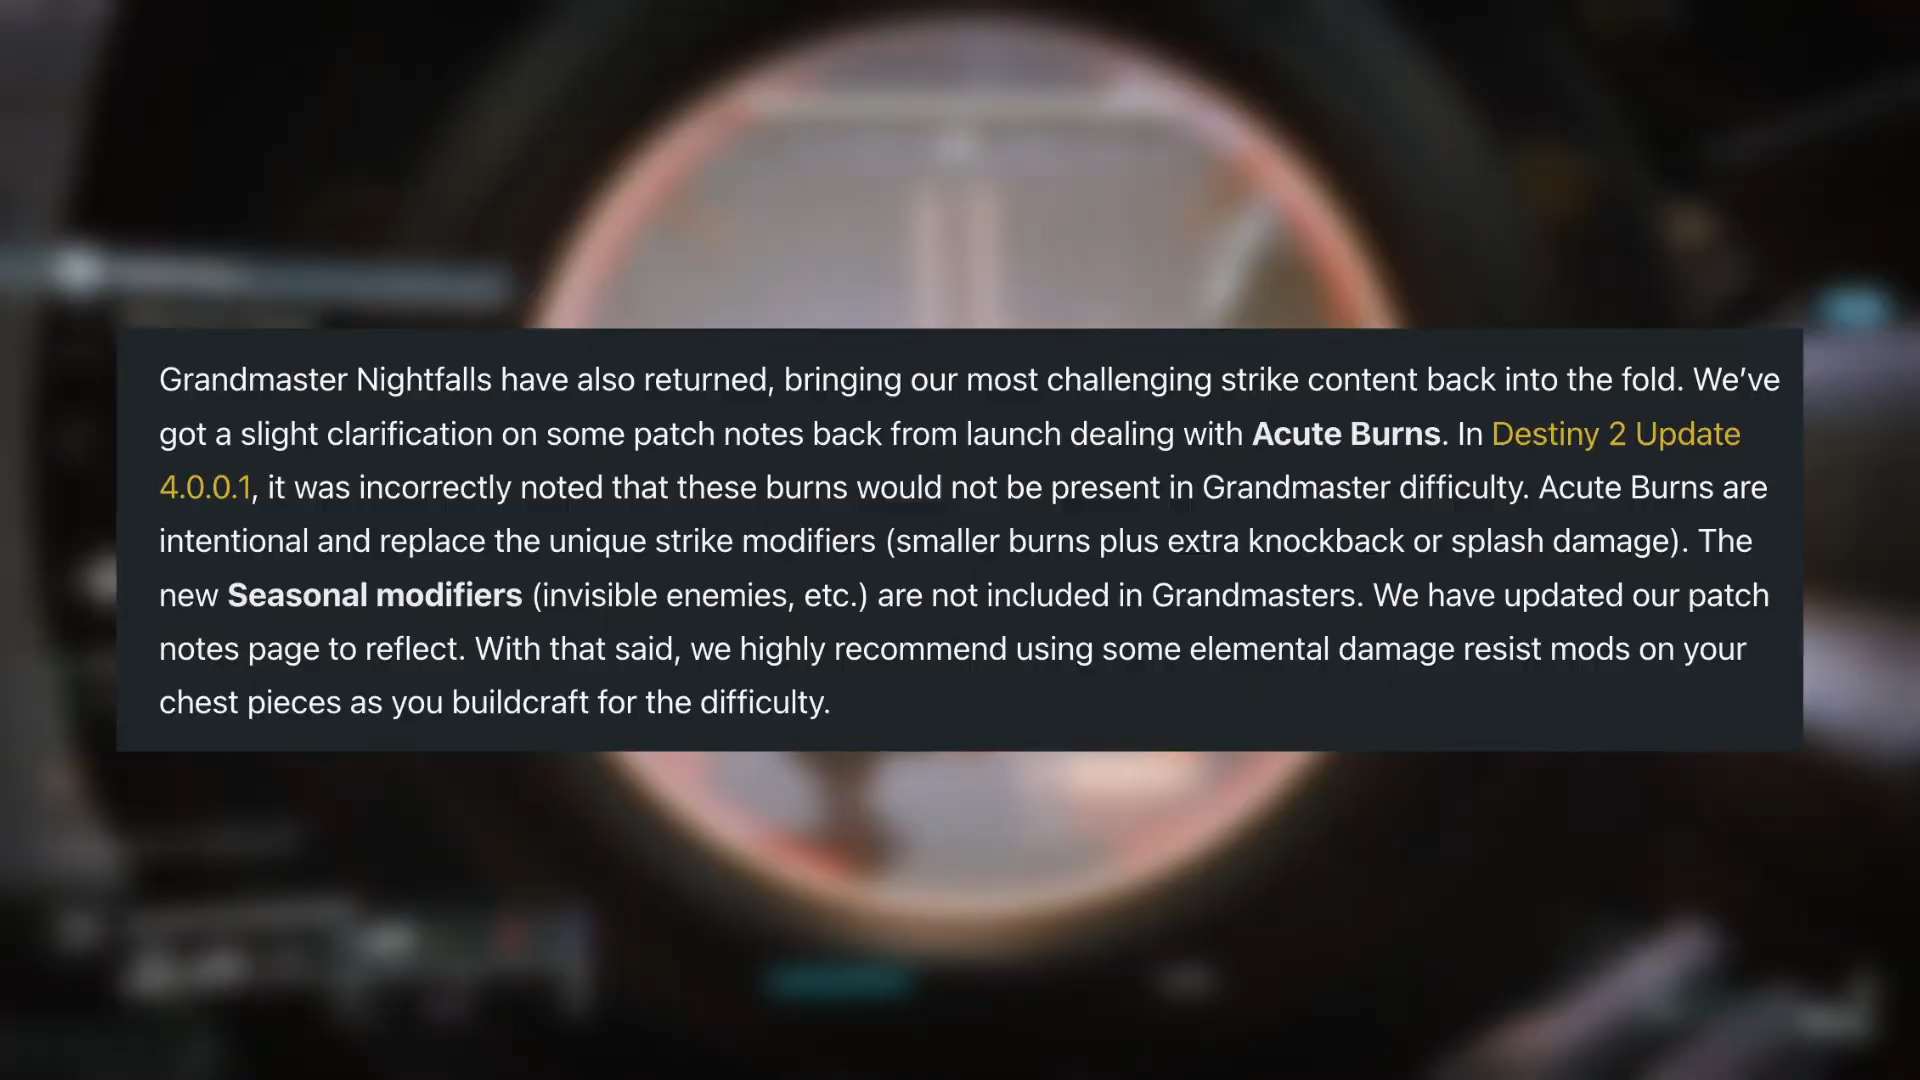 Grandmaster Nightfalls have also returned, bringing our most challenging strike content back into the fold. We’ve
got a slight clarification on some patch notes back from launch dealing with Acute Burns. In Destiny 2 Update
4.0.0.1, it was incorrectly noted that these burns would not be present in Grandmaster difficulty. Acute Burns are
intentional and replace the unique strike modifiers (smaller burns plus extra knockback or splash damage). The
new Seasonal modifiers (invisible enemies, etc.) are not included in Grandmasters. We have updated our patch
notes page to reflect. With that said, we highly recommend using some elemental damage resist mods on your
chest pieces as you buildcraft for the difficulty.